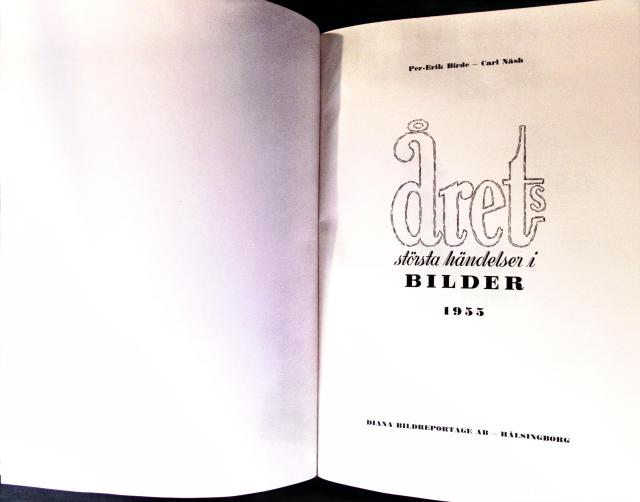 Per-Erik Birde – Carl Näsh
årets
största händelser i
BILDER
1955
DIANA BILDREPORTAGE AB – HÄLSINGBORG